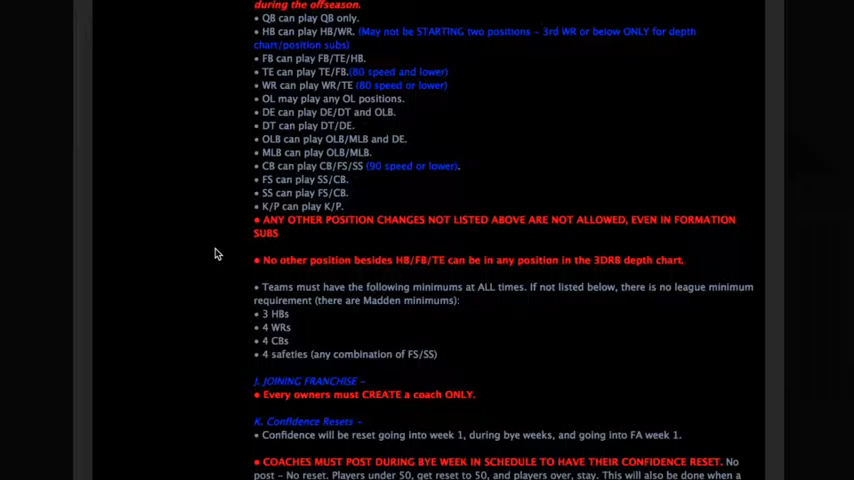 during the offseason.
• QB can play QB only.
• HB can play HB/WR. (May not be STARTING two positions - 3rd WR or below ONLY for depth
chart/position subs)
• FB can play FB/TE/HB.
• TE can play TE/FB.(80 speed and lower)
• WR can play WR/TE (80 speed or lower)
• OL may play any OL positions.
• DE can play DE/DT and OLB.
• DT can play DT/DE.
• OLB can play OLB/MLB and DE.
• MLB can play OLB/MLB.
• CB can play CB/FS/SS (90 speed or lower).
• FS can play SS/CB.
• SS can play FS/CB.
• K/P can play K/P.
• ANY OTHER POSITION CHANGES NOT LISTED ABOVE ARE NOT ALLOWED, EVEN IN FORMATION
SUBS
• No other position besides HB/FB/TE can be in any position in the 3DRB depth chart.
• Teams must have the following minimums at ALL times. If not listed below, there is no league minimum
requirement (there are Madden minimums):
• 3 HBs
• 4 WRs
• 4 CBs
• 4 safeties (any combination of FS/SS)
J. JOINING FRANCHISE -
• Every owners must CREATE a coach ONLY.
K. Confidence Resets -
• Confidence will be reset going into week 1, during bye weeks, and going into FA week 1.
• COACHES MUST POST DURING BYE WEEK IN SCHEDULE TO HAVE THEIR CONFIDENCE RESET. No
post - No reset. Players under 50, get reset to 50, and players over, stay. This will also be done when a